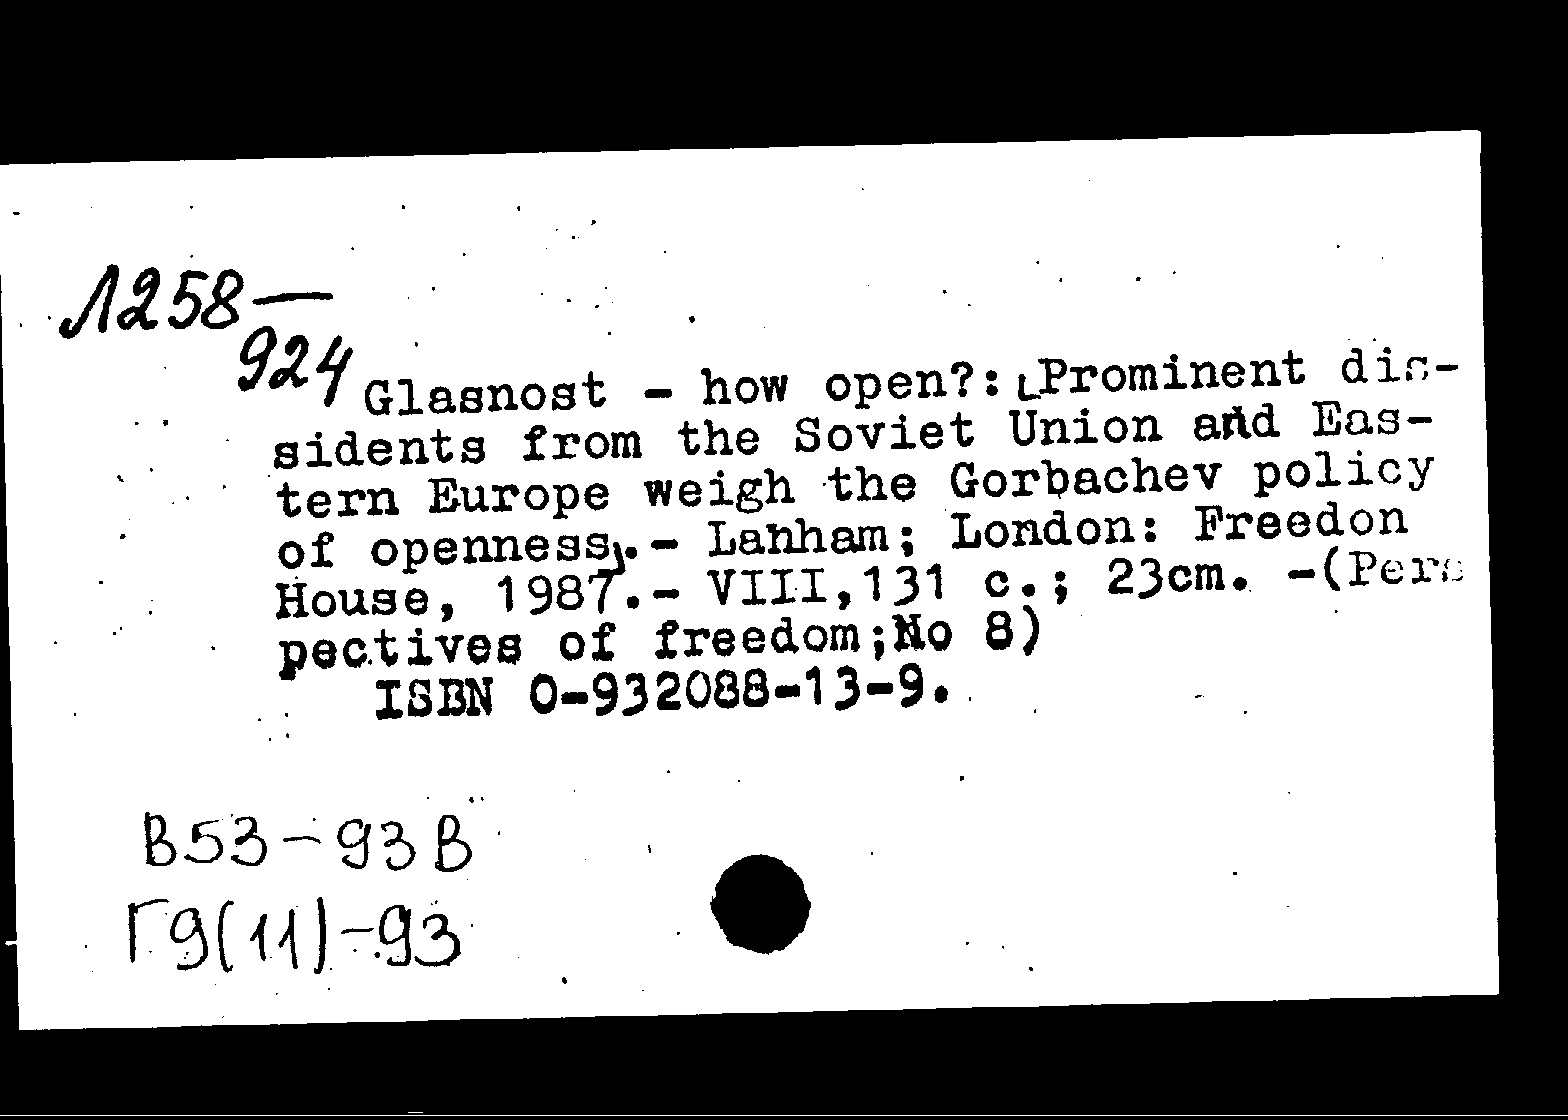 Л258—
924
Glasnost - how open?: [Prominent dis-
sidents from the Soviet Union and Eas-
tern Europe weigh the Gorbachev policy
of openness].- Lanham; London: Freedon
House, 1987.- VIII,131 c.; 23cm. -(Pers
pectives of freedom;No 8)
ISBN 0-932088-13-9.
В53-93В
Г9(11)-93